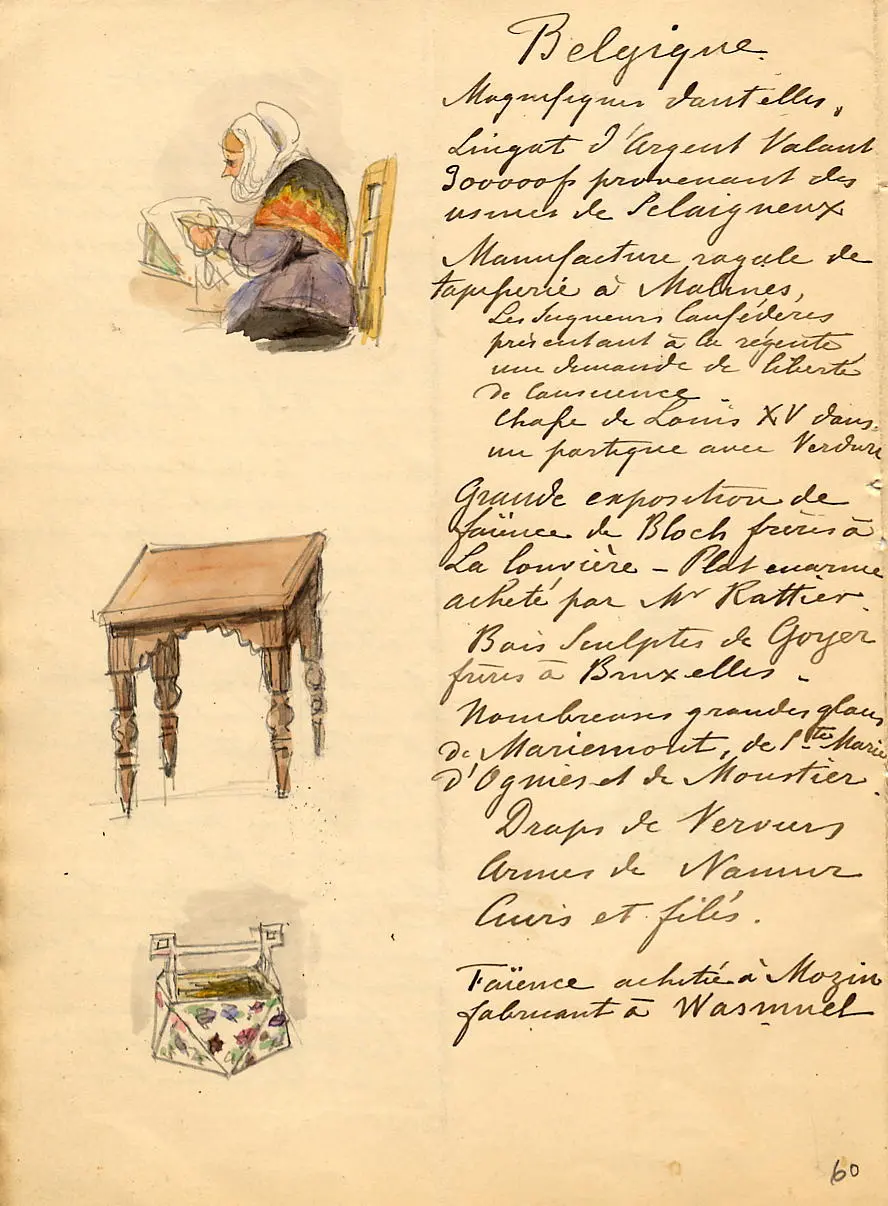 Belgique.
Magnifiques dentelles.
Lingot d'Argent Valant
300000f provenant des
usines de Sclaigneux
Manufacture royale de
tapisserie à Malines,
Les Seigneurs Confédérés
présentant à la régente
une demande de liberté
de conscience
Chasse de Louis XV dans
un portique avec Verdure
Grande exposition de
faïence de Bloch frères à
La Louvière - Plat énorme
acheté par Mr Rattier.
Bois Sculptés de Goyer
frères à Bruxelles.
Nombreuses grandes glaces
de Mariemont, de Ste Marie
d'Ognies et de Moustier.
Draps de Verviers
Armes de Namur
Cuirs et filés.
Faïence achetée à Mozin
fabricant à Wasmuel
60